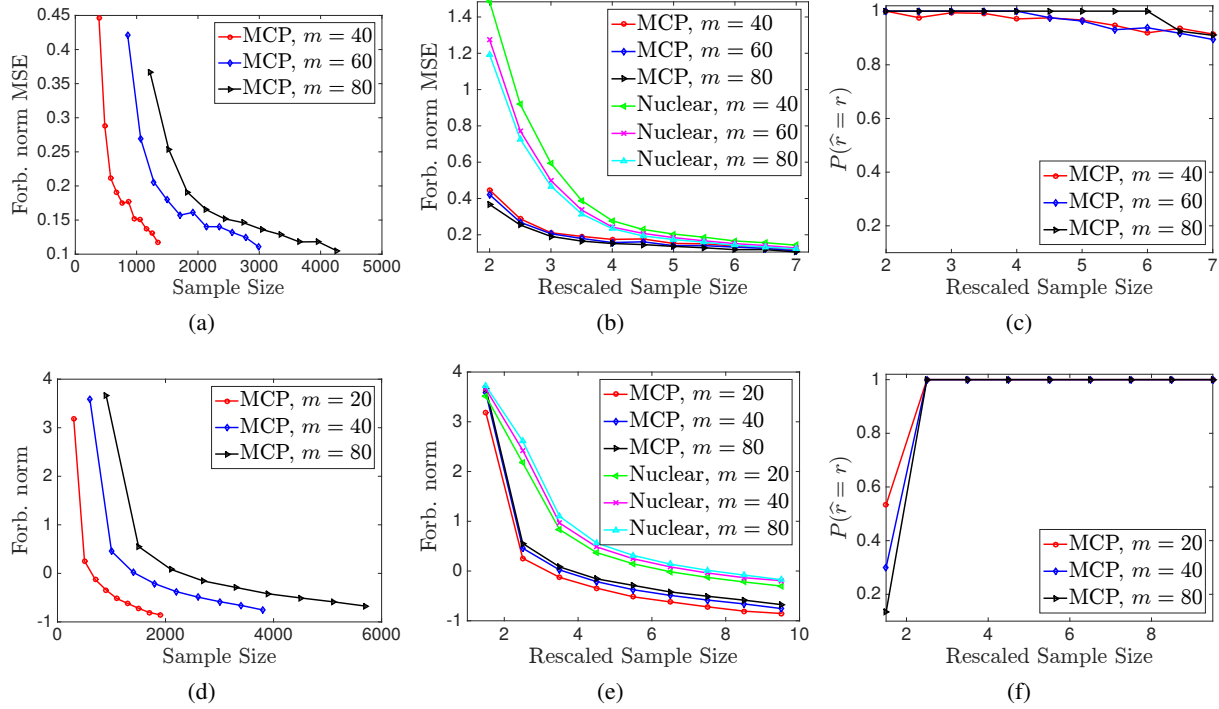 0.45
0.4
0.35
0.3
0.25
0.2
0.15
0.1
Forb. norm MSE
MCP, m = 40
MCP, m = 60
MCP, m = 80
0 1000 2000 3000 4000 5000
Sample Size
(a)
1.4
1.2
1
0.8
0.6
0.4
0.2
Forb. norm MSE
MCP, m = 40
MCP, m = 60
MCP, m = 80
Nuclear, m = 40
Nuclear, m = 60
Nuclear, m = 80
2 3 4 5 6 7
Rescaled Sample Size
(b)
1
0.8
0.6
0.4
0.2
P(r̂ = r)
MCP, m = 40
MCP, m = 60
MCP, m = 80
2 3 4 5 6 7
Rescaled Sample Size
(c)
4
3
2
1
0
-1
Forb. norm
MCP, m = 20
MCP, m = 40
MCP, m = 80
0 2000 4000 6000
Sample Size
(d)
4
3
2
1
0
-1
Forb. norm
MCP, m = 20
MCP, m = 40
MCP, m = 80
Nuclear, m = 20
Nuclear, m = 40
Nuclear, m = 80
2 4 6 8 10
Rescaled Sample Size
(e)
1
0.8
0.6
0.4
0.2
P(r̂ = r)
MCP, m = 20
MCP, m = 40
MCP, m = 80
2 4 6 8
Rescaled Sample Size
(f)